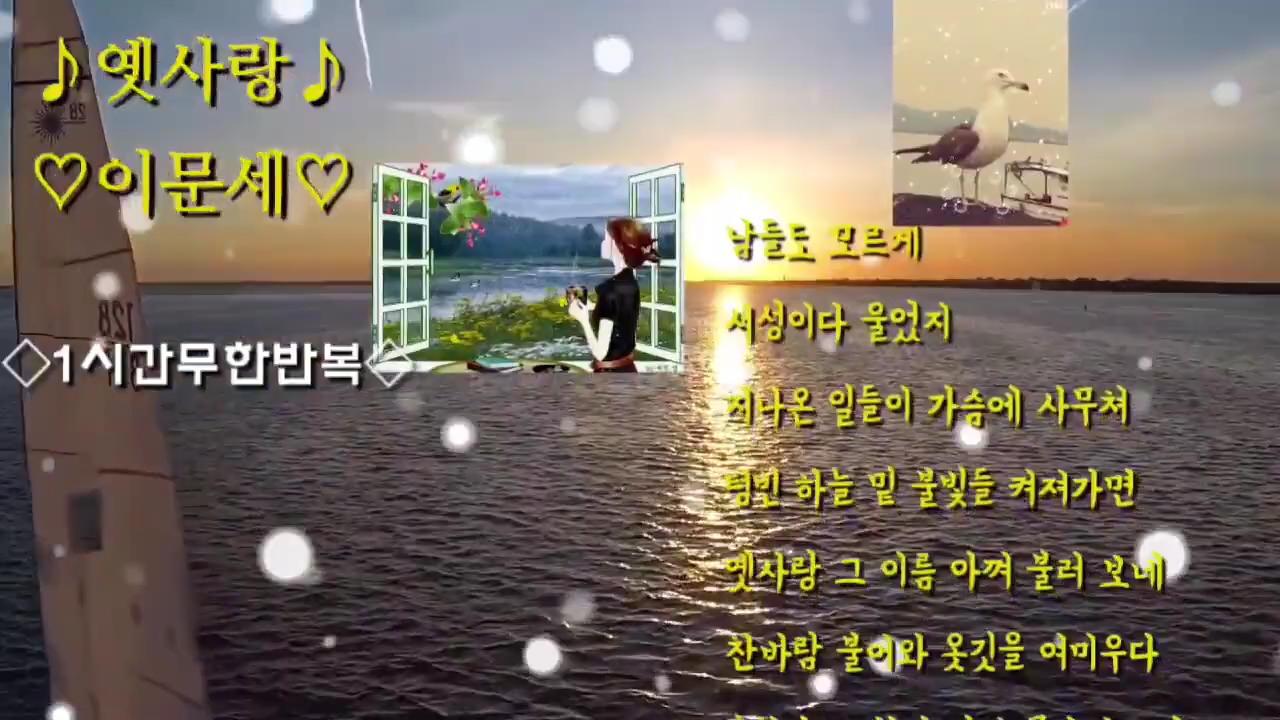 ♪옛사랑♪
♡이문세♡
◇1시간무한반복◇
남들도 모르게
서성이다 울었지
지나온 일들이 가슴에 사무쳐
텅빈 하늘 밑 불빛들 켜져가면
옛사랑 그 이름 아껴 불러 보네
찬바람 불어와 옷깃을 여미우다
128
28